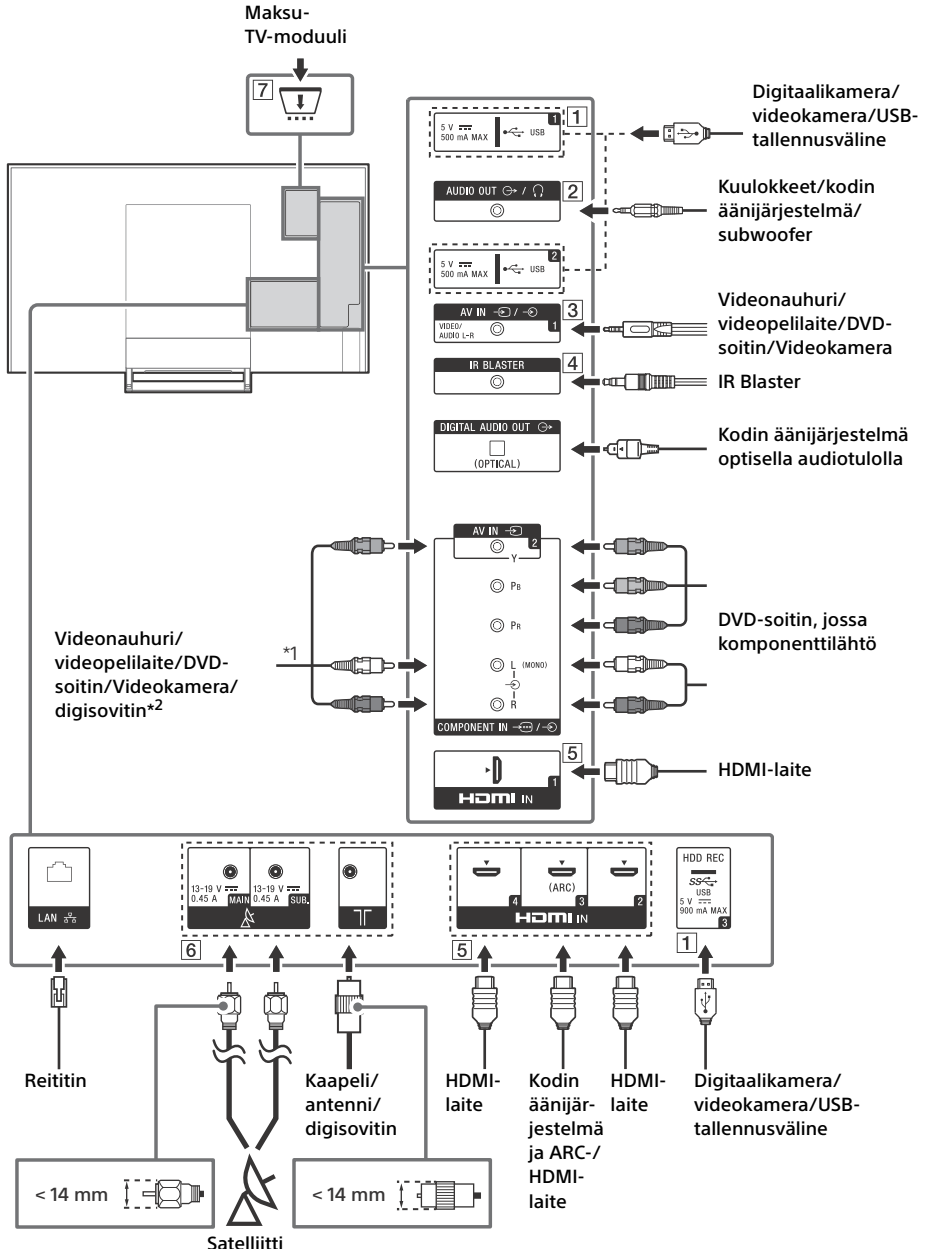 Maksu-
TV-moduuli
7
5 V
500 mA MAX
USB
1
1
Digitaalikamera/
videokamera/USB-
tallennusväline
AUDIO OUT /
2
Kuulokkeet/kodin
äänijärjestelmä/
subwoofer
5 V
500 mA MAX
USB
2
AV IN /
VIDEO/
AUDIO L-R
1
3
Videonauhuri/
videopelilaite/DVD-
soitin/Videokamera
IR BLASTER
4
IR Blaster
DIGITAL AUDIO OUT
(OPTICAL)
Kodin äänijärjestelmä
optisella audiotulolla
AV IN
2
Y
PB
PR
L (MONO)
R
COMPONENT IN /
Videonauhuri/
videopelilaite/DVD-
soitin/Videokamera/
digisovitin*2
*1
DVD-soitin, jossa
komponenttilähtö
5
1
HDMI IN
HDMI-laite
LAN
13-19 V
0.45 A
MAIN
13-19 V
0.45 A
SUB.
6
4
(ARC)
3
2
HDMI IN
5
HDD REC
SS
USB
5 V
900 mA MAX
3
1
Reititin
Kaapeli/
antenni/
digisovitin
HDMI-
laite
Kodin
äänijär-
jestelmä
ja ARC-/
HDMI-
laite
HDMI-
laite
Digitaalikamera/
videokamera/USB-
tallennusväline
< 14 mm
< 14 mm
Satelliitti